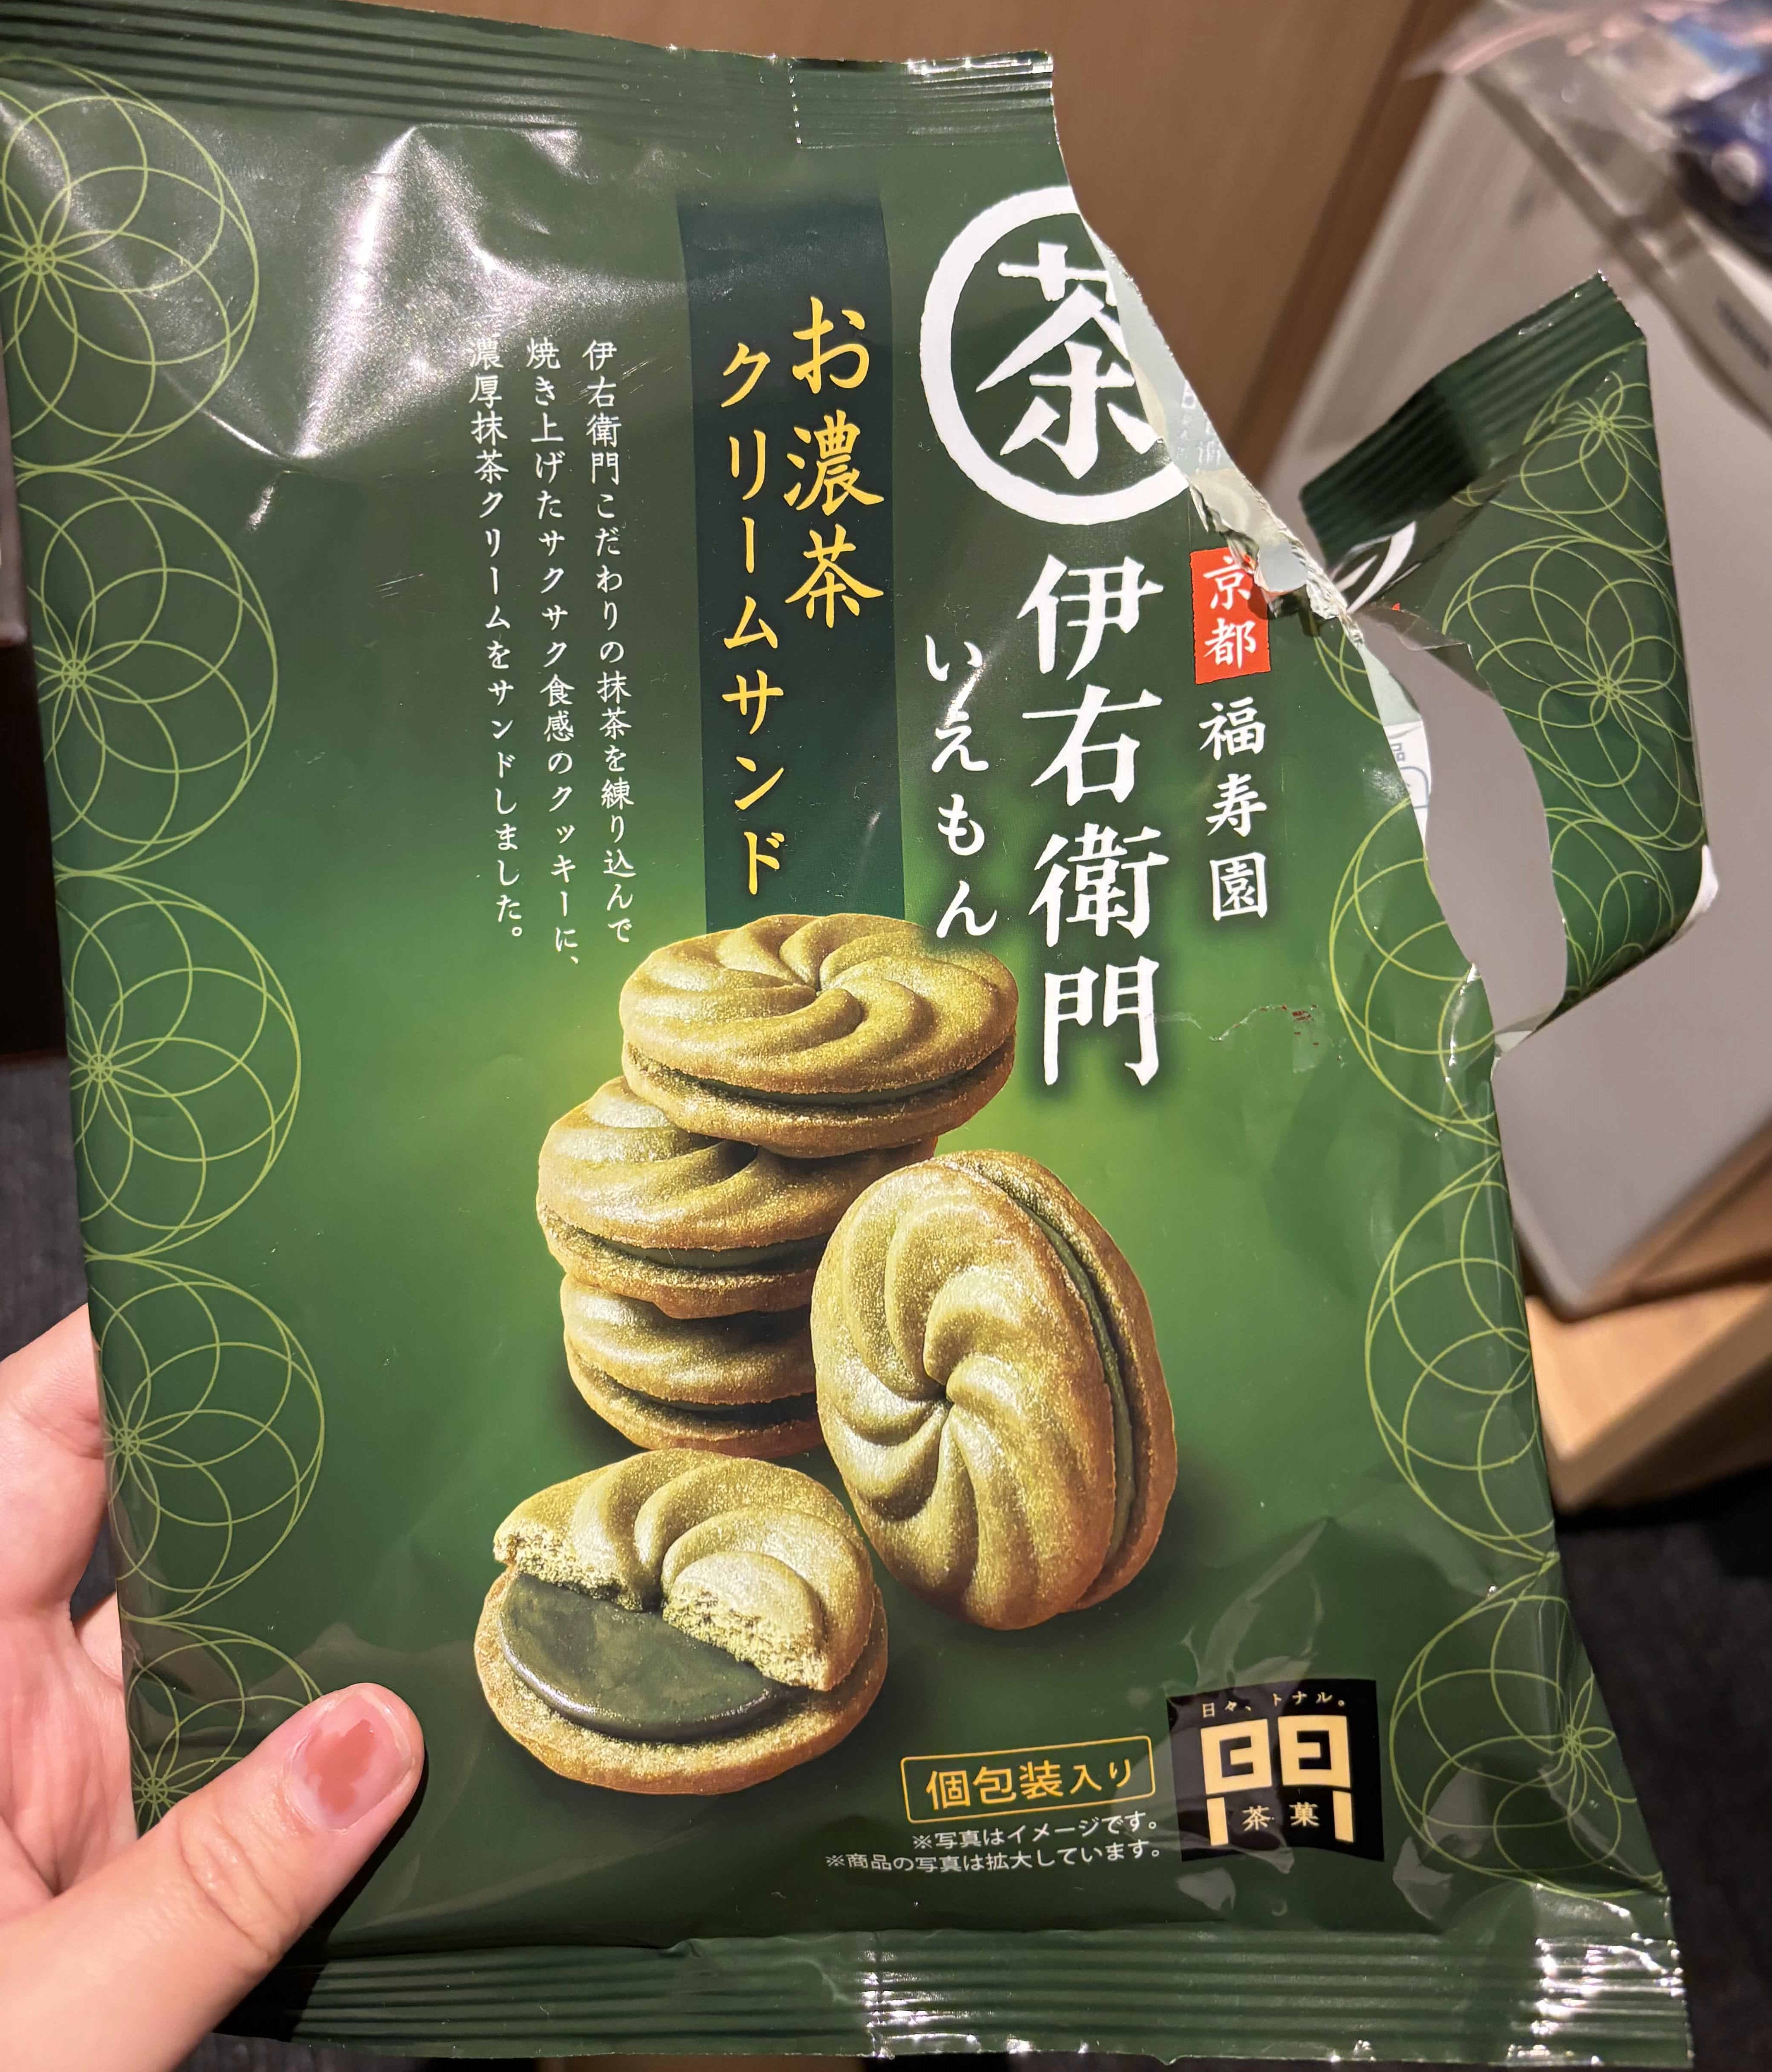 茶
京都
福寿園
伊右衛門
いえもん
お濃茶
クリームサンド
伊右衛門こだわりの抹茶を練り込んで
焼き上げたサクサク食感のクッキーに、
濃厚抹茶クリームをサンドしました。
個包装入り
※写真はイメージです。
※商品の写真は拡大しています。
日々、トナル。
茶菓